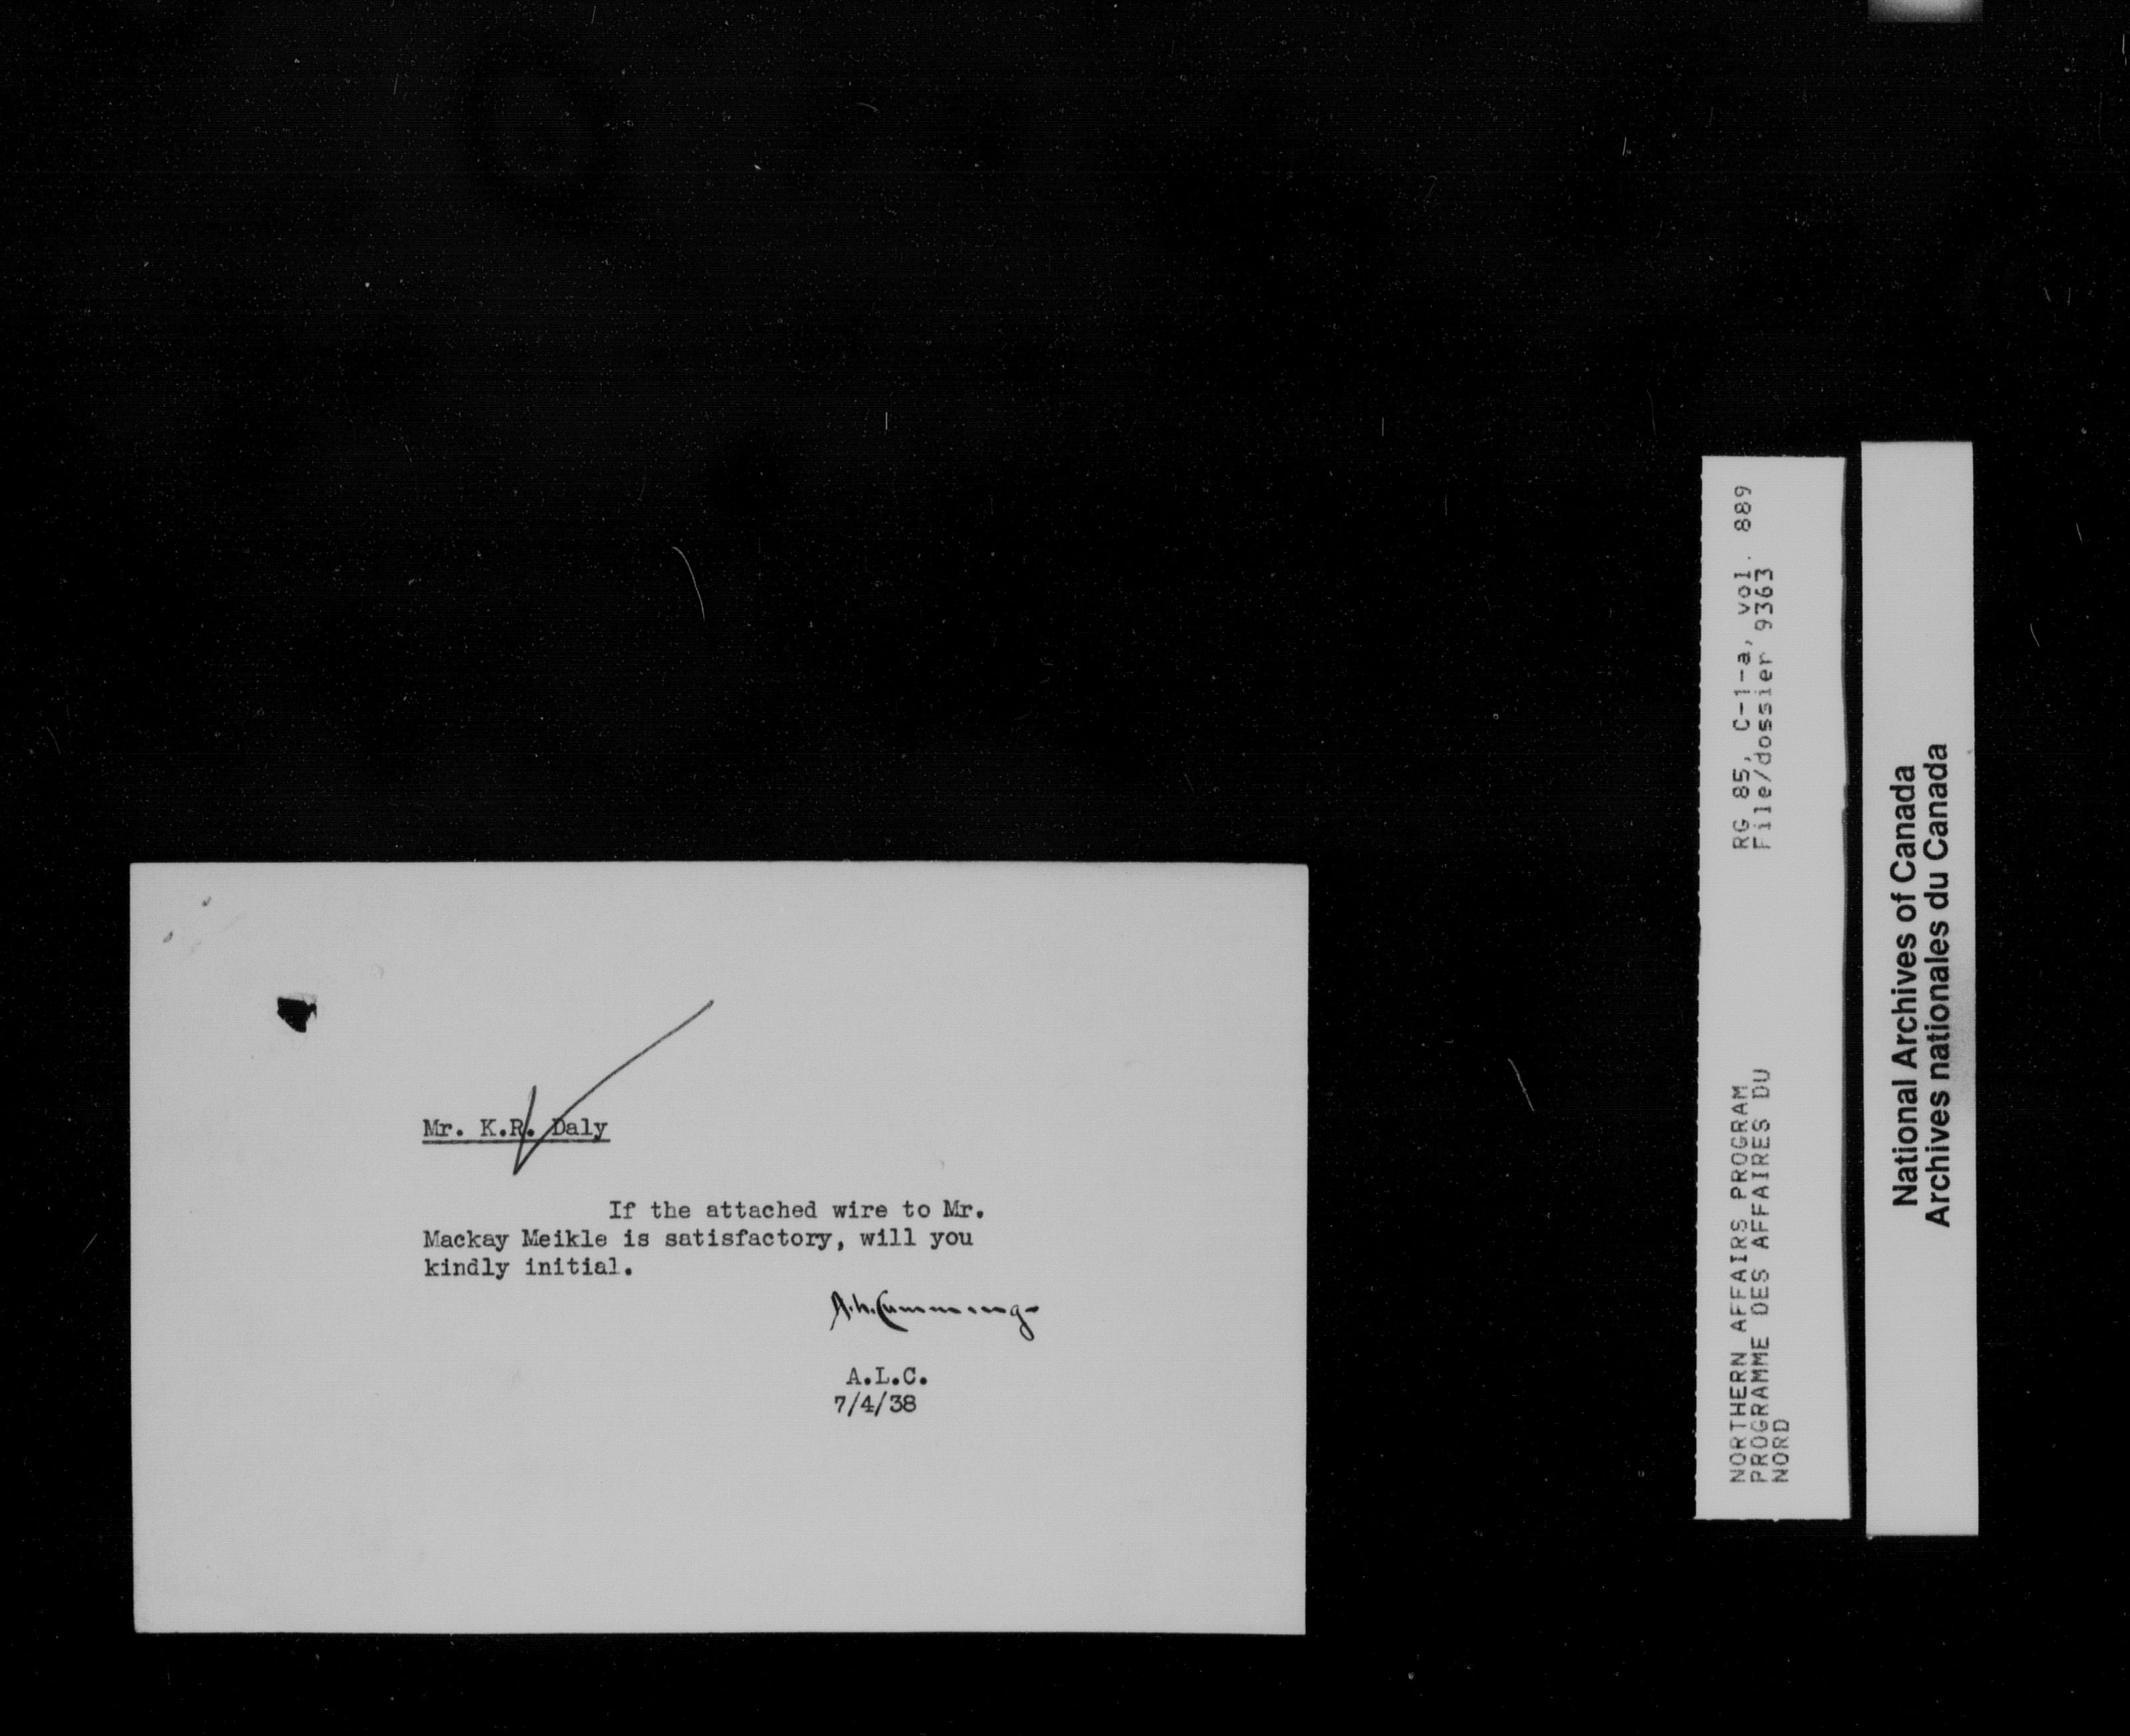 Mr. K.R. Daly
If the attached wire to Mr.
Mackay Meikle is satisfactory, will you
kindly initial.
A.L.Cumming
A.L.C.
7/4/38
NORTHERN AFFAIRS PROGRAM
PROGRAMME DES AFFAIRES DU
NORD
RG 85, C-1-a, vol. 889
File/dossier 9363
National Archives of Canada
Archives nationales du Canada